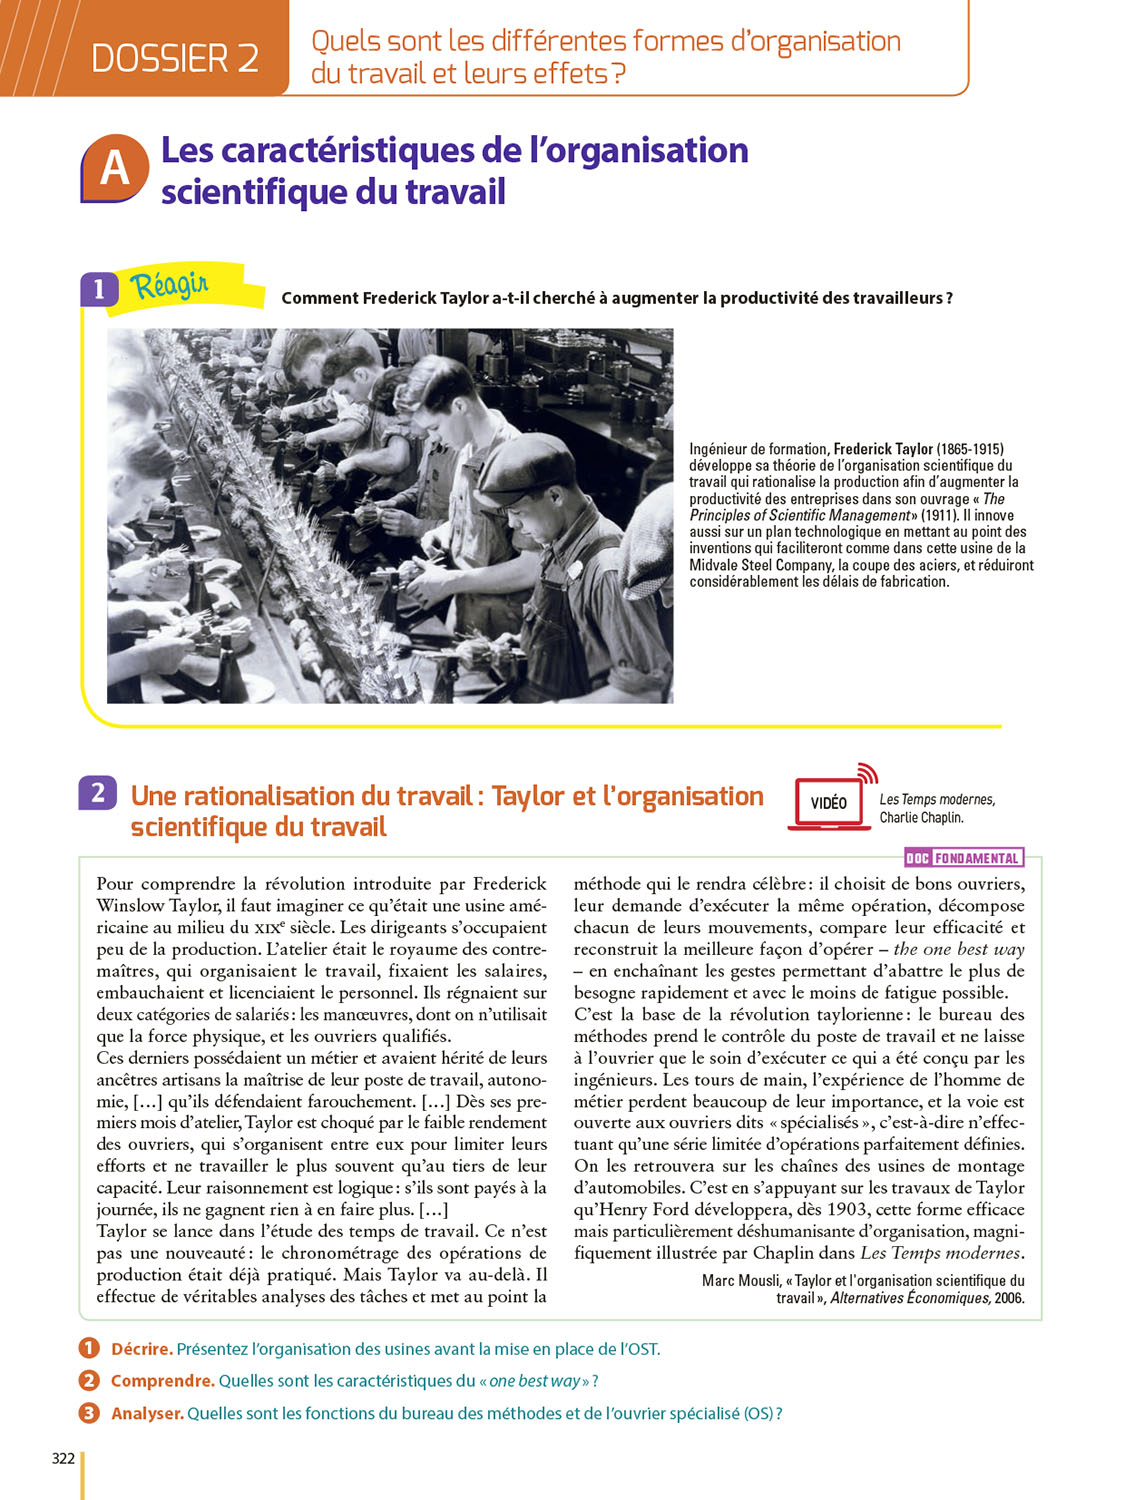 DOSSIER 2
Quels sont les différentes formes d'organisation
du travail et leurs effets ?
A
Les caractéristiques de l'organisation
scientifique du travail
1 Réagir
Comment Frederick Taylor a-t-il cherché à augmenter la productivité des travailleurs ?
Ingénieur de formation, Frederick Taylor (1865-1915)
développe sa théorie de l'organisation scientifique du
travail qui rationalise la production afin d'augmenter la
productivité des entreprises dans son ouvrage « The
Principles of Scientific Management» (1911). Il innove
aussi sur un plan technologique en mettant au point des
inventions qui faciliteront comme dans cette usine de la
Midvale Steel Company, la coupe des aciers, et réduiront
considérablement les délais de fabrication.
2 Une rationalisation du travail : Taylor et l'organisation
scientifique du travail
VIDÉO
Les Temps modernes,
Charlie Chaplin.
DOC FONDAMENTAL
Pour comprendre la révolution introduite par Frederick
Winslow Taylor, il faut imaginer ce qu'était une usine amé-
ricaine au milieu du XIXe siècle. Les dirigeants s'occupaient
peu de la production. L'atelier était le royaume des contre-
maîtres, qui organisaient le travail, fixaient les salaires,
embauchaient et licenciaient le personnel. Ils régnaient sur
deux catégories de salariés : les manœuvres, dont on n'utilisait
que la force physique, et les ouvriers qualifiés.
Ces derniers possédaient un métier et avaient hérité de leurs
ancêtres artisans la maîtrise de leur poste de travail, autono-
mie, [...] qu'ils défendaient farouchement. [...] Dès ses pre-
miers mois d'atelier, Taylor est choqué par le faible rendement
des ouvriers, qui s'organisent entre eux pour limiter leurs
efforts et ne travailler le plus souvent qu'au tiers de leur
capacité. Leur raisonnement est logique : s'ils sont payés à la
journée, ils ne gagnent rien à en faire plus. [...]
Taylor se lance dans l'étude des temps de travail. Ce n'est
pas une nouveauté : le chronométrage des opérations de
production était déjà pratiqué. Mais Taylor va au-delà. Il
effectue de véritables analyses des tâches et met au point la
méthode qui le rendra célèbre : il choisit de bons ouvriers,
leur demande d'exécuter la même opération, décompose
chacun de leurs mouvements, compare leur efficacité et
reconstruit la meilleure façon d'opérer – the one best way
– en enchaînant les gestes permettant d'abattre le plus de
besogne rapidement et avec le moins de fatigue possible.
C'est la base de la révolution taylorienne : le bureau des
méthodes prend le contrôle du poste de travail et ne laisse
à l'ouvrier que le soin d'exécuter ce qui a été conçu par les
ingénieurs. Les tours de main, l'expérience de l'homme de
métier perdent beaucoup de leur importance, et la voie est
ouverte aux ouvriers dits « spécialisés », c'est-à-dire n'effec-
tuant qu'une série limitée d'opérations parfaitement définies.
On les retrouvera sur les chaînes des usines de montage
d'automobiles. C'est en s'appuyant sur les travaux de Taylor
qu'Henry Ford développera, dès 1903, cette forme efficace
mais particulièrement déshumanisante d'organisation, magni-
fiquement illustrée par Chaplin dans Les Temps modernes.
Marc Mousli, « Taylor et l'organisation scientifique du
travail », Alternatives Économiques, 2006.
1 Décrire. Présentez l'organisation des usines avant la mise en place de l'OST.
2 Comprendre. Quelles sont les caractéristiques du « one best way » ?
3 Analyser. Quelles sont les fonctions du bureau des méthodes et de l'ouvrier spécialisé (OS) ?
322